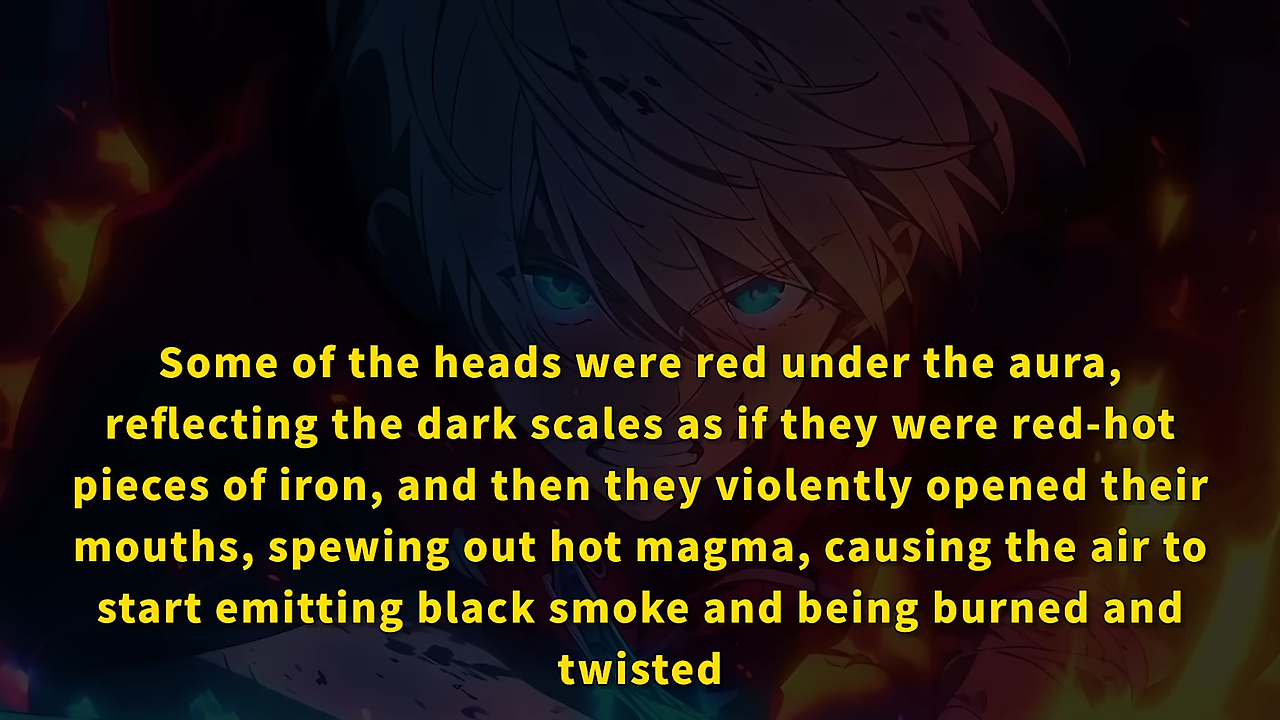 Some of the heads were red under the aura,
reflecting the dark scales as if they were red-hot
pieces of iron, and then they violently opened their
mouths, spewing out hot magma, causing the air to
start emitting black smoke and being burned and
twisted